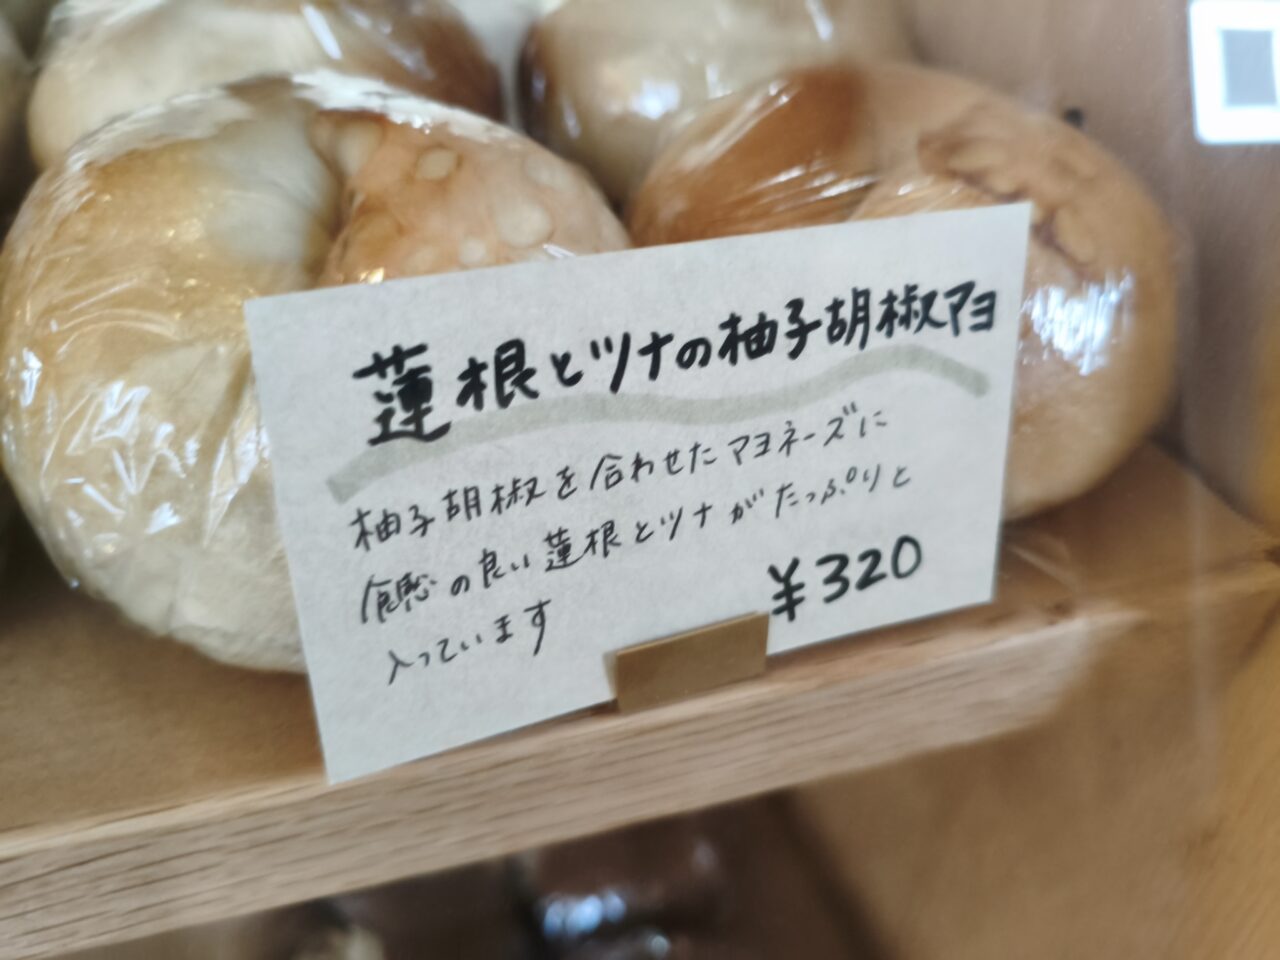 蓮根とツナの柚子胡椒マヨ
柚子胡椒を合わせたマヨネーズに
食感の良い蓮根とツナがたっぷりと
入っています
¥320